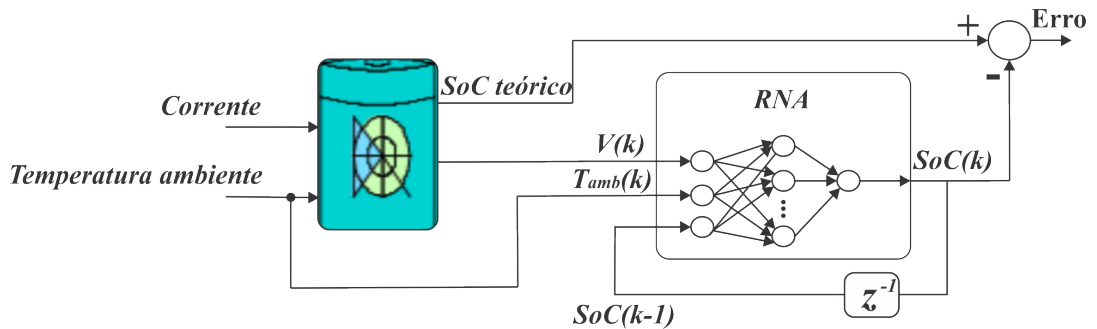 Erro
+
SoC teórico
-
RNA
Corrente
V(k)
SoC(k)
Temperatura ambiente
Tamb(k)
z-1
SoC(k-1)